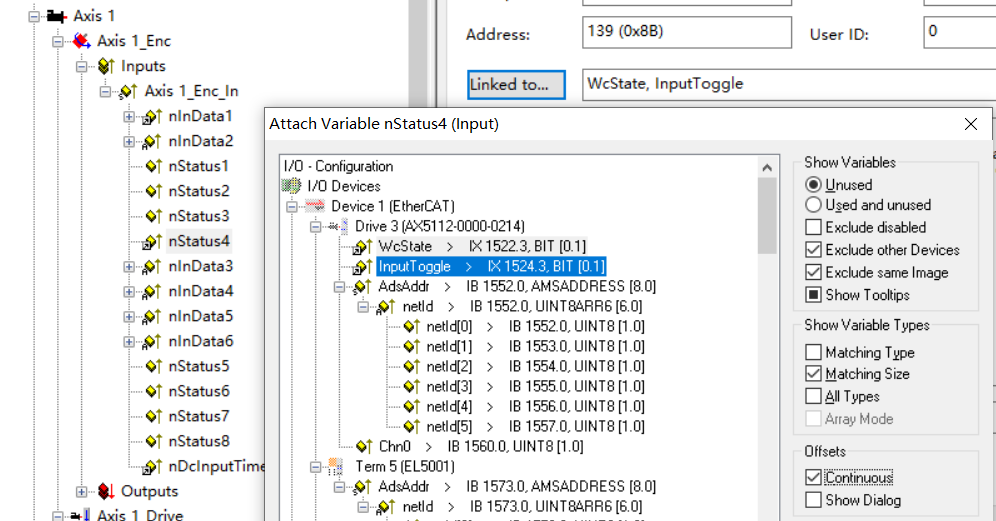 Axis 1
Axis 1_Enc
Inputs
Axis 1_Enc_In
nInData1
nInData2
nStatus1
nStatus2
nStatus3
nStatus4
nInData3
nInData4
nInData5
nInData6
nStatus5
nStatus6
nStatus7
nStatus8
nDcInputTime
Outputs
Axis 1_Drive
Address:
139 (0x8B)
User ID:
0
Linked to...
WcState, InputToggle
Attach Variable nStatus4 (Input)
I/O - Configuration
I/O Devices
Device 1 (EtherCAT)
Drive 3 (AX5112-0000-0214)
WcState > IX 1522.3, BIT [0.1]
InputToggle > IX 1524.3, BIT [0.1]
AdsAddr > IB 1552.0, AMSADDRESS [8.0]
netId > IB 1552.0, UINT8ARR6 [6.0]
netId[0] > IB 1552.0, UINT8 [1.0]
netId[1] > IB 1553.0, UINT8 [1.0]
netId[2] > IB 1554.0, UINT8 [1.0]
netId[3] > IB 1555.0, UINT8 [1.0]
netId[4] > IB 1556.0, UINT8 [1.0]
netId[5] > IB 1557.0, UINT8 [1.0]
Chn0 > IB 1560.0, UINT8 [1.0]
Term 5 (EL5001)
AdsAddr > IB 1573.0, AMSADDRESS [8.0]
netId > IB 1573.0, UINT8ARR6 [6.0]
Show Variables
Unused
Used and unused
Exclude disabled
Exclude other Devices
Exclude same Image
Show Tooltips
Show Variable Types
Matching Type
Matching Size
All Types
Array Mode
Offsets
Continuous
Show Dialog